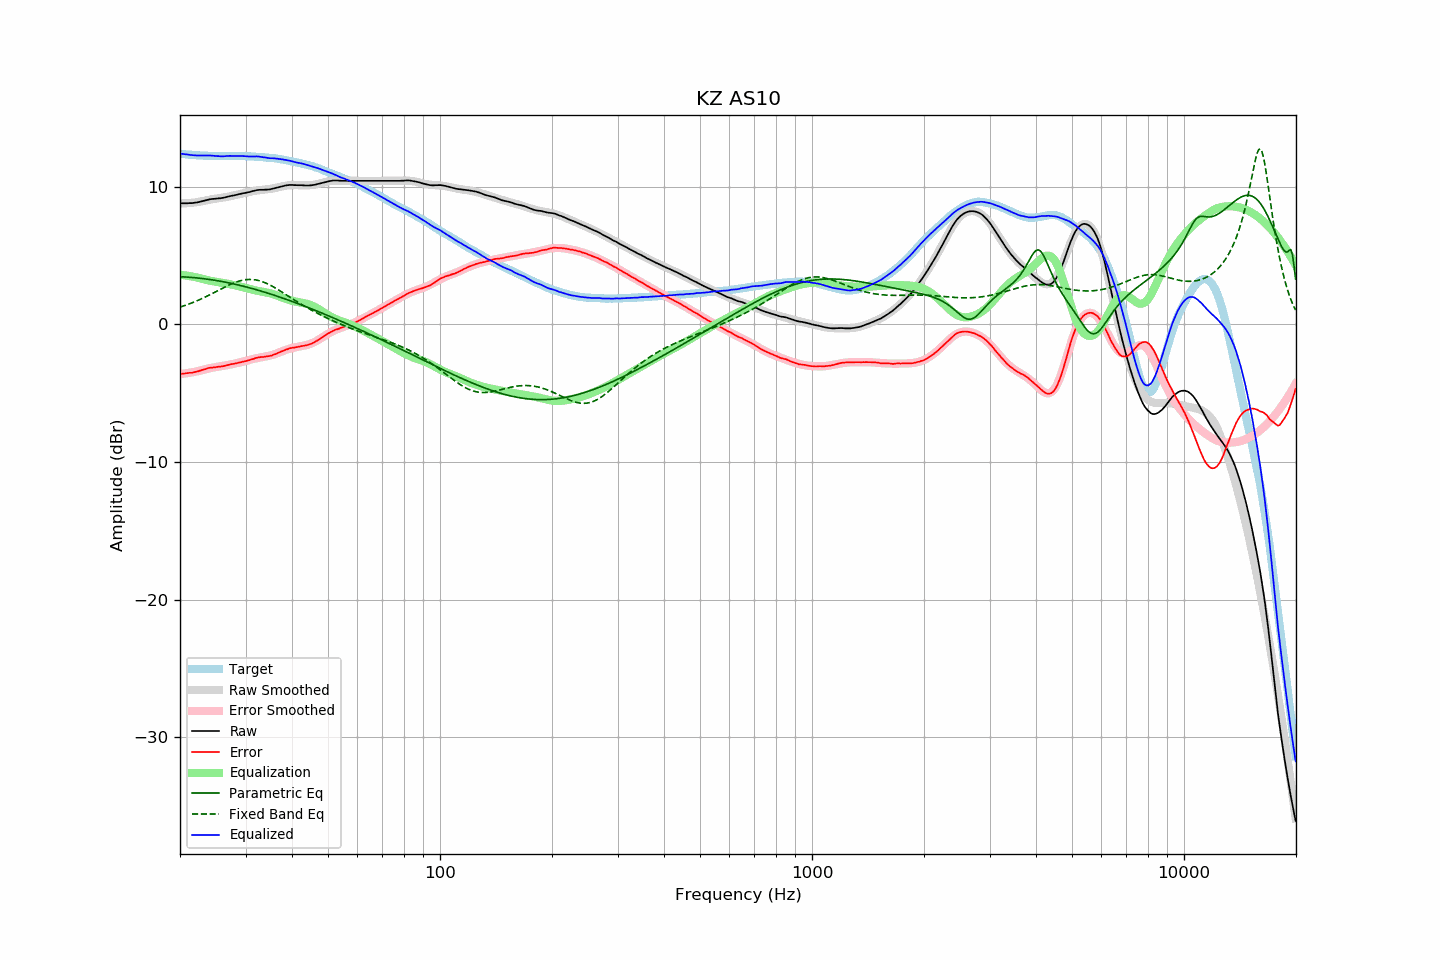 KZ AS10
10
0
−10
−20
−30
Amplitude (dBr)
Target
Raw Smoothed
Error Smoothed
Raw
Error
Equalization
Parametric Eq
Fixed Band Eq
Equalized
100
1000
10000
Frequency (Hz)